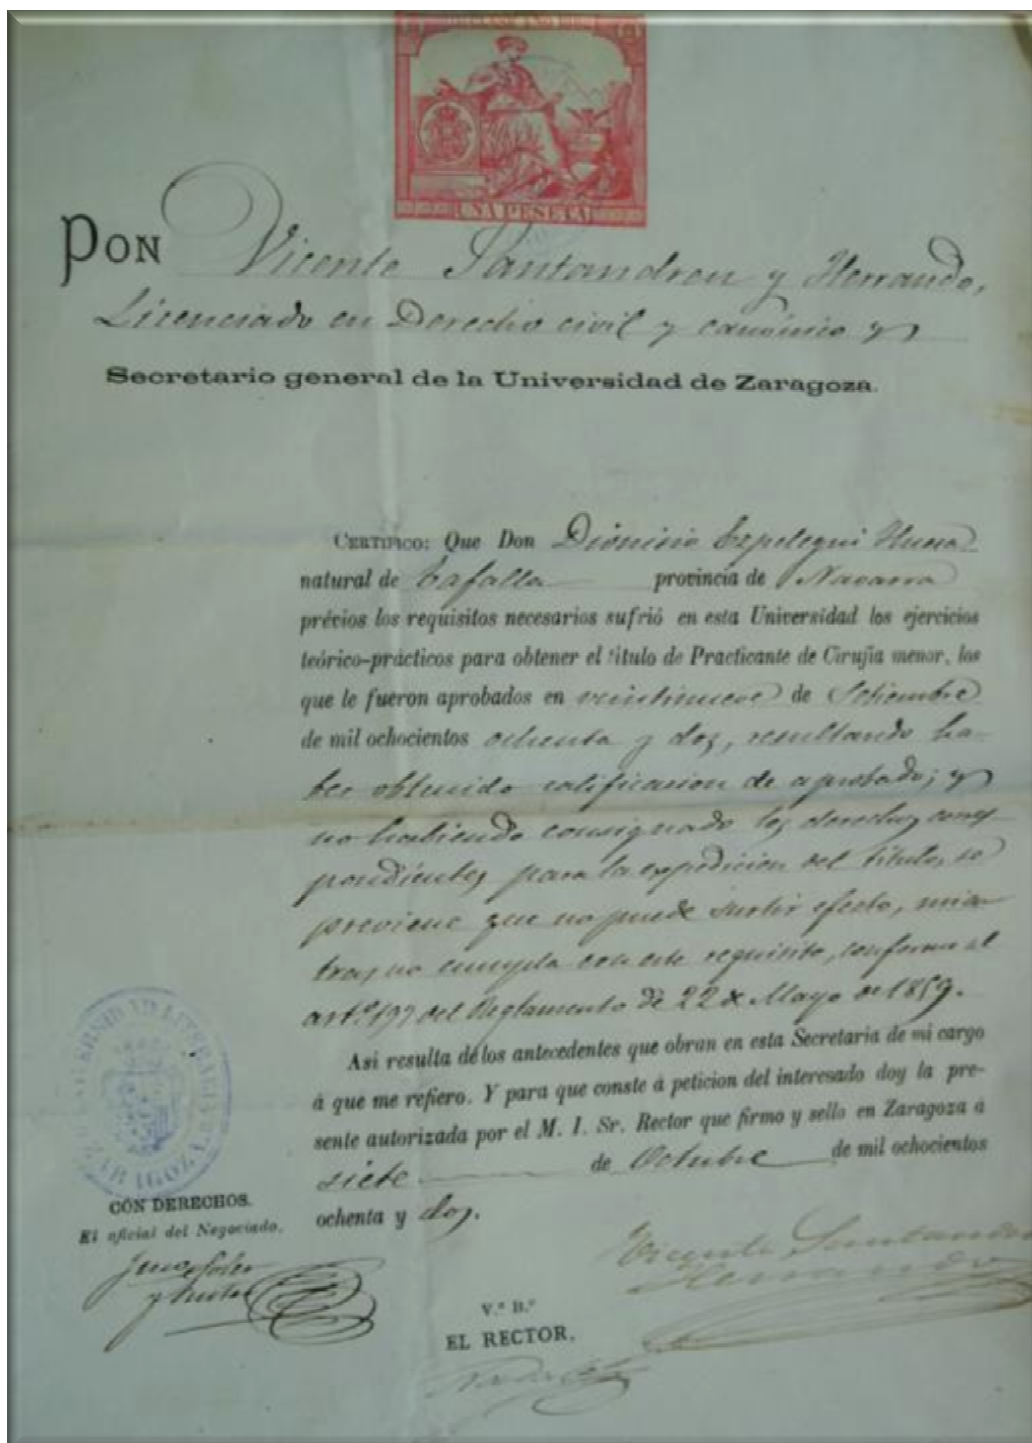 UNA PESETA
DON Vicente Santandreu y Herrando,
Licenciado en Derecho civil y canónico y
Secretario general de la Universidad de Zaragoza.
CERTIFICO: Que Don Dionisio Ezpelegui
natural de Tafalla provincia de Navarra
prévios los requisitos necesarios sufrió en esta Universidad los ejercicios
teórico-prácticos para obtener el título de Practicante de Cirujía menor, los
que le fueron aprobados en veintinueve de Setiembre
de mil ochocientos ochenta y dos, resultando ha-
ber obtenido calificacion de aprobado; y
no habiendo consignado los derechos corres
pondientes para la expedicion del título, se
previene que no puede surtir efecto, mien
tras no cumpla con este requisito, conforme al
art.º 197 del Reglamento de 22 de Mayo de 1859.
Asi resulta de los antecedentes que obran en esta Secretaria de mi cargo
á que me refiero. Y para que conste á peticion del interesado doy la pre-
sente autorizada por el M. I. Sr. Rector que firmo y sello en Zaragoza á
siete de Octubre de mil ochocientos
ochenta y dos.
UNIVERSIDAD LITERARIA
ZARAGOZA
CON DERECHOS.
El oficial del Negociado.
Vicente Santandreu
Herrando
V.º B.º
EL RECTOR,